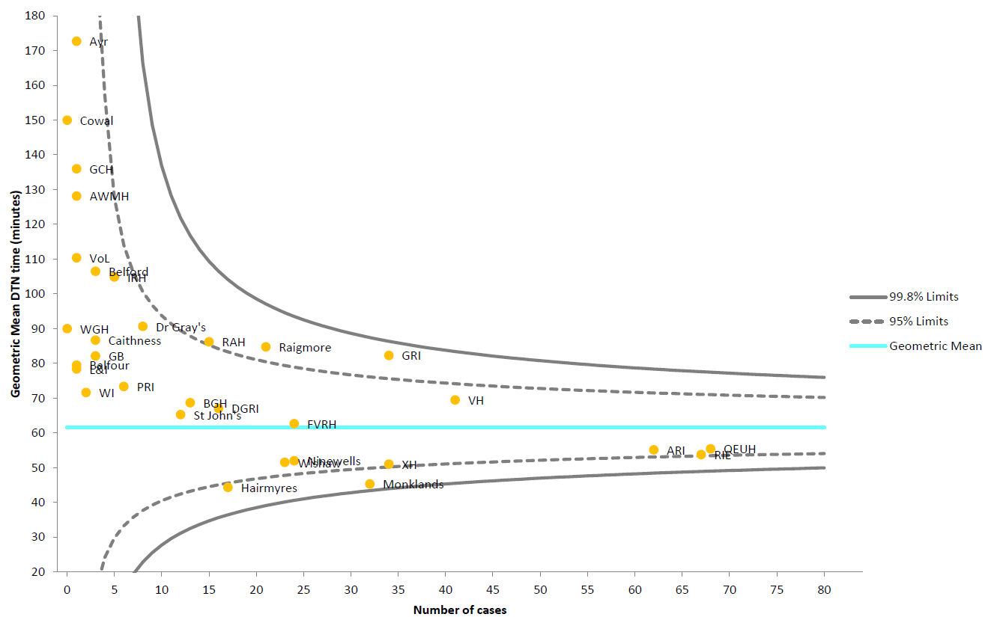 180
170
160
150
140
130
120
110
100
90
80
70
60
50
40
30
20
Geometric Mean DTN time (minutes)
Ayr
Cowal
GCH
AWMH
VoL
Belford
IRH
WGH
Dr Gray's
Caithness
RAH
Raigmore
GB
GRI
Balfour
L&I
PRI
WI
VH
BGH
DGRI
St John's
FVRH
ARI
QEUH
RIE
Ninewells
Wishaw
XH
Monklands
Hairmyres
0 5 10 15 20 25 30 35 40 45 50 55 60 65 70 75 80
Number of cases
99.8% Limits
95% Limits
Geometric Mean